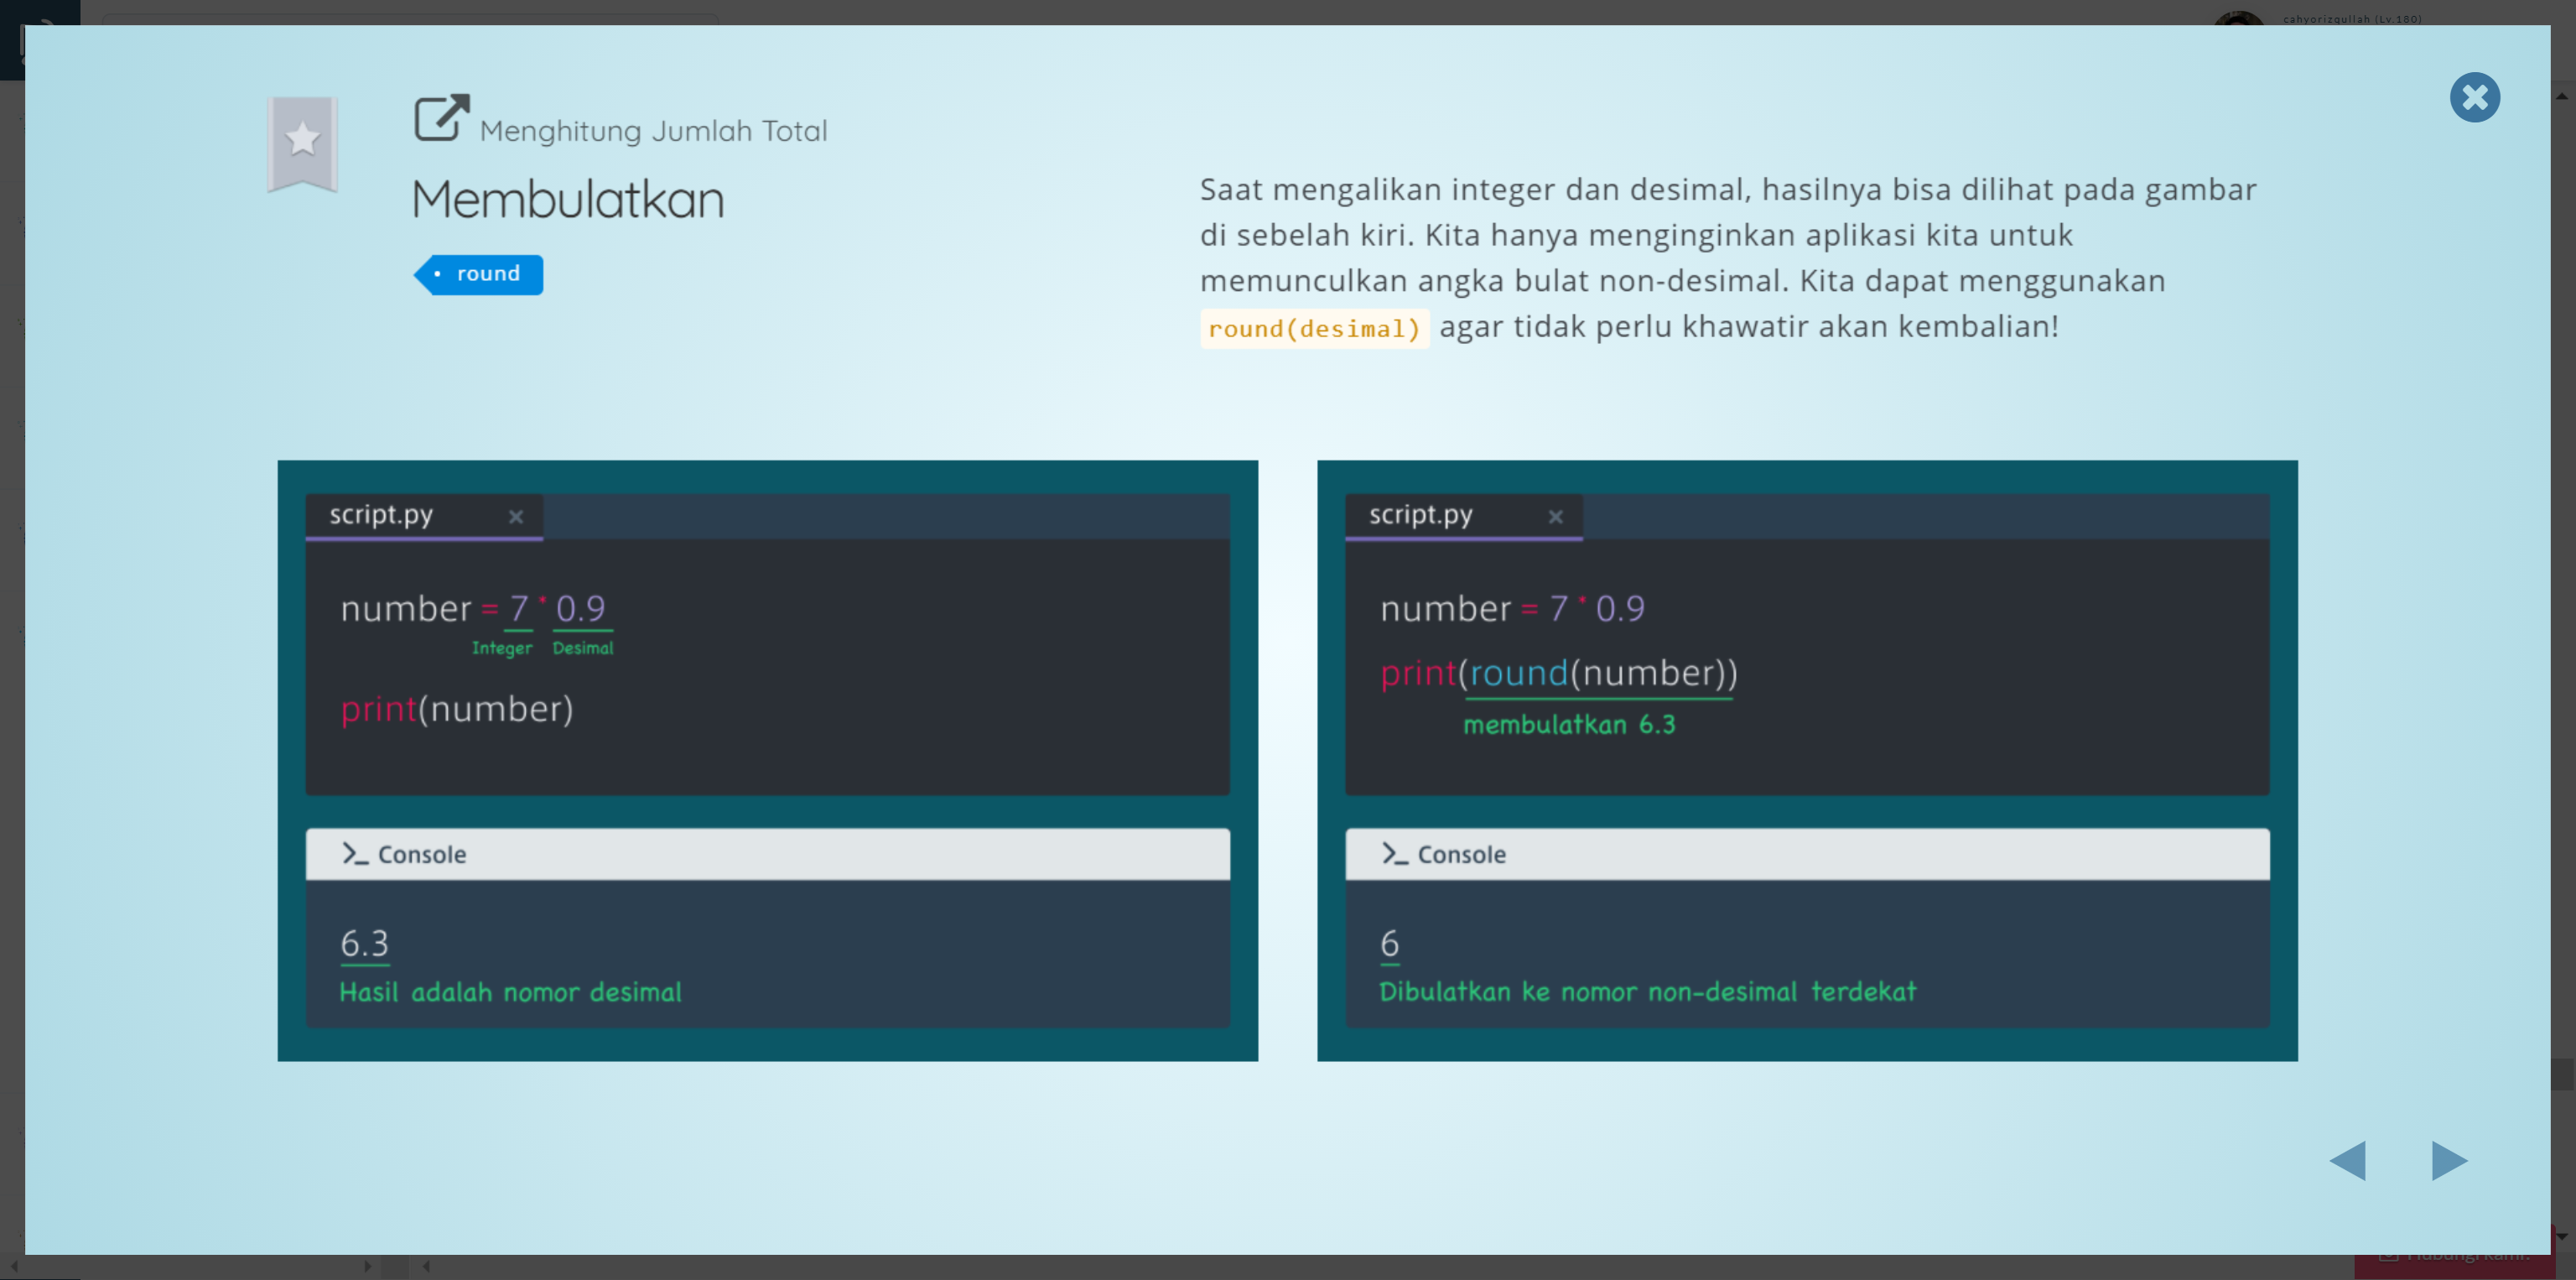 cahyorizqullah (Lv.180)
Menghitung Jumlah Total
Membulatkan
round
Saat mengalikan integer dan desimal, hasilnya bisa dilihat pada gambar
di sebelah kiri. Kita hanya menginginkan aplikasi kita untuk
memunculkan angka bulat non-desimal. Kita dapat menggunakan
round(desimal) agar tidak perlu khawatir akan kembalian!
script.py
number = 7 * 0.9
Integer Desimal
print(number)
>_ Console
6.3
Hasil adalah nomor desimal
script.py
number = 7 * 0.9
print(round(number))
membulatkan 6.3
>_ Console
6
Dibulatkan ke nomor non-desimal terdekat